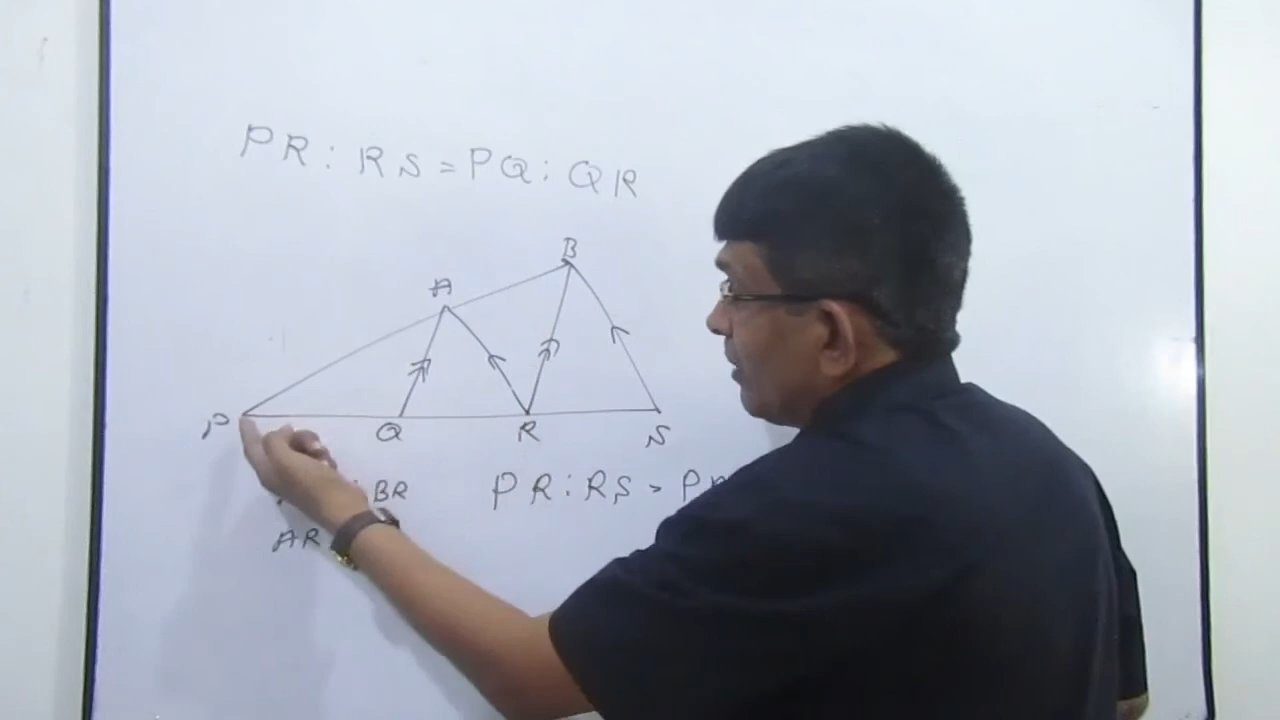 PR : RS = PQ : QR
B
A
P Q R S
BR PR : RS = P
AR